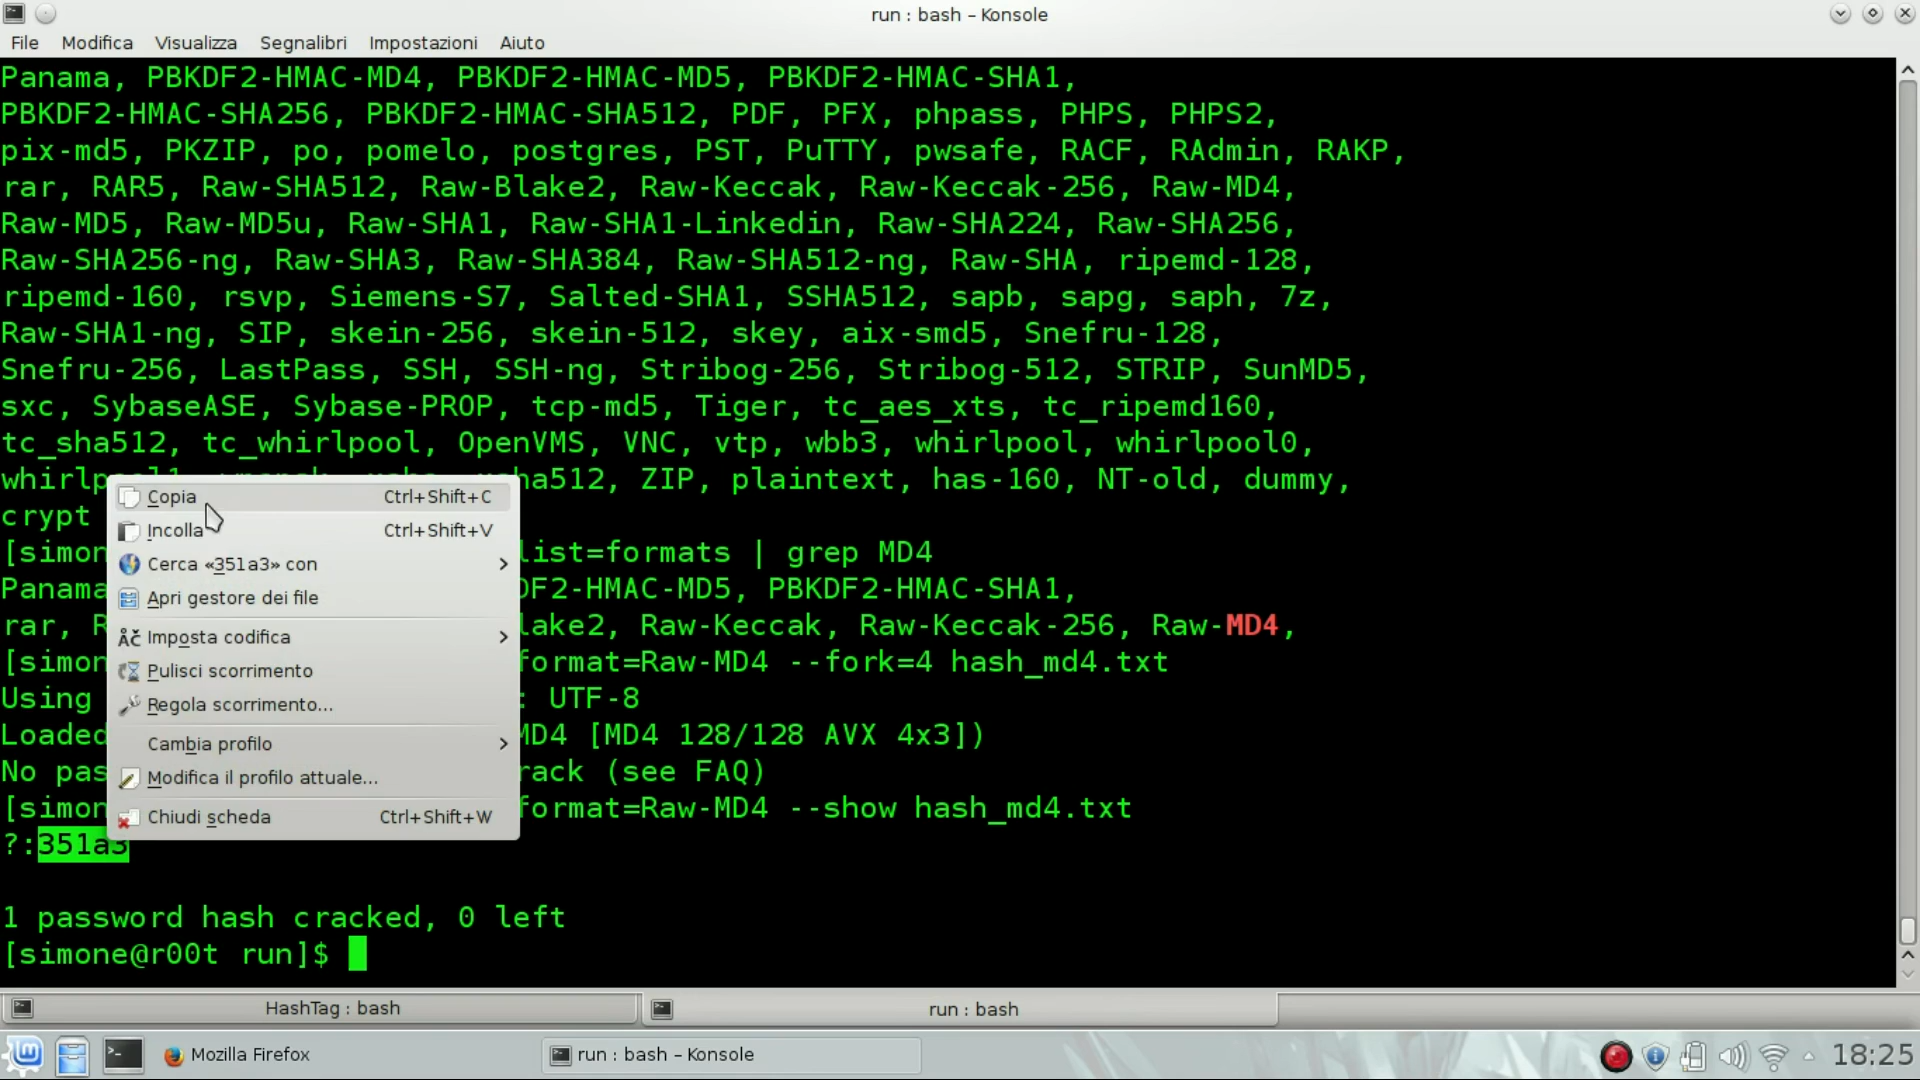 run : bash – Konsole
File Modifica Visualizza Segnalibri Impostazioni Aiuto
Panama, PBKDF2-HMAC-MD4, PBKDF2-HMAC-MD5, PBKDF2-HMAC-SHA1,
PBKDF2-HMAC-SHA256, PBKDF2-HMAC-SHA512, PDF, PFX, phpass, PHPS, PHPS2,
pix-md5, PKZIP, po, pomelo, postgres, PST, PuTTY, pwsafe, RACF, RAdmin, RAKP,
rar, RAR5, Raw-SHA512, Raw-Blake2, Raw-Keccak, Raw-Keccak-256, Raw-MD4,
Raw-MD5, Raw-MD5u, Raw-SHA1, Raw-SHA1-Linkedin, Raw-SHA224, Raw-SHA256,
Raw-SHA256-ng, Raw-SHA3, Raw-SHA384, Raw-SHA512-ng, Raw-SHA, ripemd-128,
ripemd-160, rsvp, Siemens-S7, Salted-SHA1, SSHA512, sapb, sapg, saph, 7z,
Raw-SHA1-ng, SIP, skein-256, skein-512, skey, aix-smd5, Snefru-128,
Snefru-256, LastPass, SSH, SSH-ng, Stribog-256, Stribog-512, STRIP, SunMD5,
sxc, SybaseASE, Sybase-PROP, tcp-md5, Tiger, tc_aes_xts, tc_ripemd160,
tc_sha512, tc_whirlpool, OpenVMS, VNC, vtp, wbb3, whirlpool, whirlpool0,
ha512, ZIP, plaintext, has-160, NT-old, dummy,
crypt
[simon list=formats | grep MD4
Panama DF2-HMAC-MD5, PBKDF2-HMAC-SHA1,
rar, R lake2, Raw-Keccak, Raw-Keccak-256, Raw-MD4,
[simon format=Raw-MD4 --fork=4 hash_md4.txt
Using : UTF-8
Loaded MD4 [MD4 128/128 AVX 4x3])
No pas rack (see FAQ)
[simon format=Raw-MD4 --show hash_md4.txt
?:351a3
1 password hash cracked, 0 left
[simone@r00t run]$
Copia Ctrl+Shift+C
Incolla Ctrl+Shift+V
Cerca «351a3» con
Apri gestore dei file
Imposta codifica
Pulisci scorrimento
Regola scorrimento...
Cambia profilo
Modifica il profilo attuale...
Chiudi scheda Ctrl+Shift+W
HashTag : bash run : bash
Mozilla Firefox run : bash – Konsole 18:25